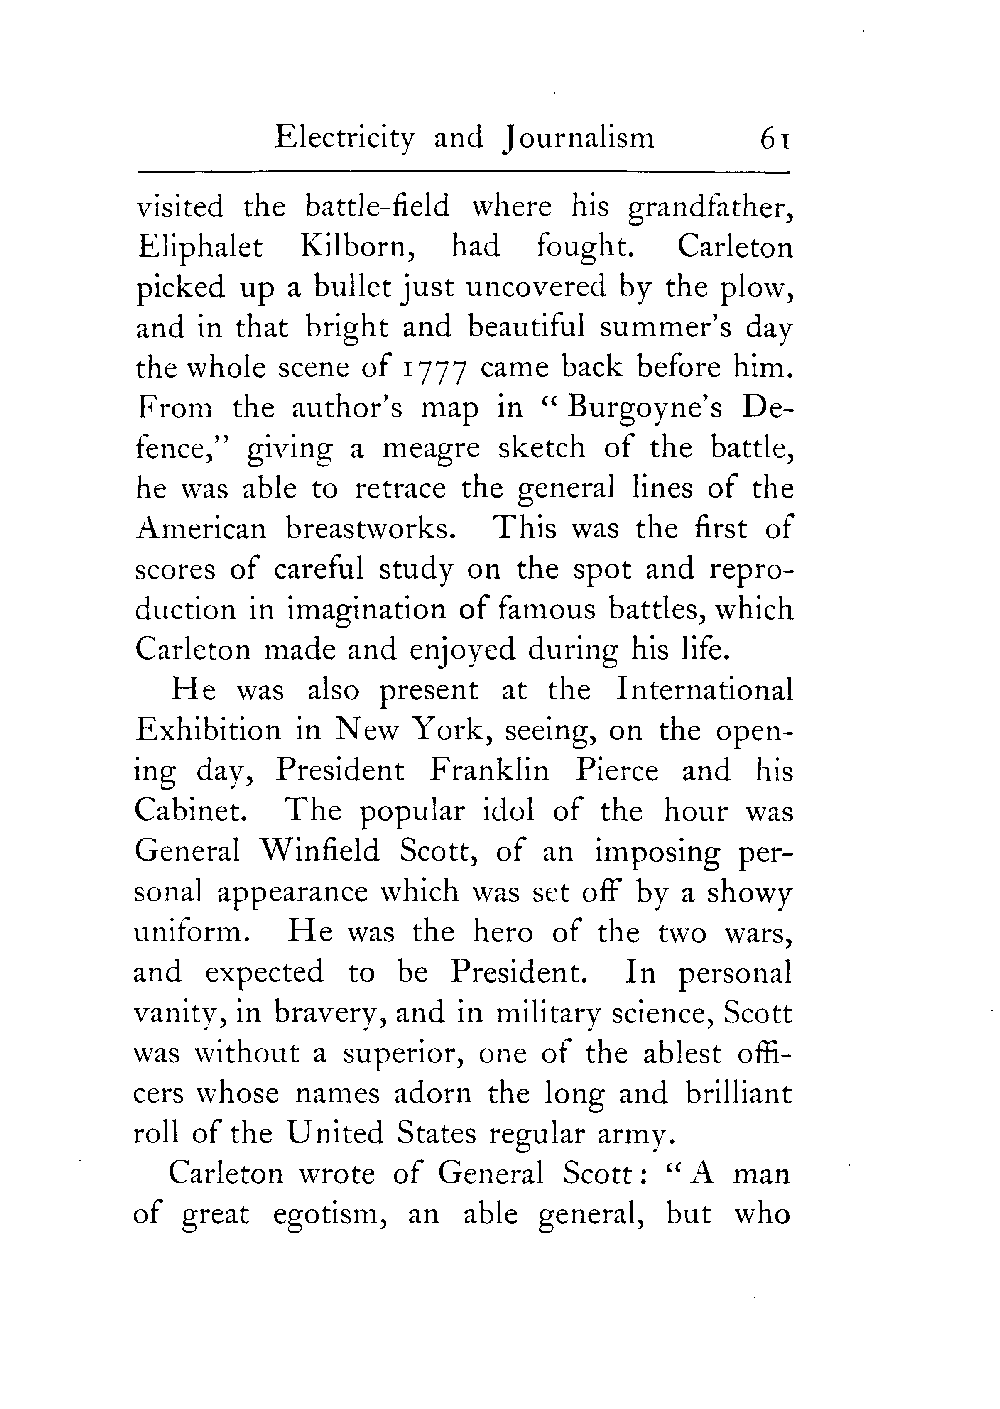 Electricity and Journalism 61
visited the battle-field where his grandfather,
Eliphalet Kilborn, had fought. Carleton
picked up a bullet just uncovered by the plow,
and in that bright and beautiful summer's day
the whole scene of 1777 came back before him.
From the author's map in “Burgoyne's De-
fence,” giving a meagre sketch of the battle,
he was able to retrace the general lines of the
American breastworks. This was the first of
scores of careful study on the spot and repro-
duction in imagination of famous battles, which
Carleton made and enjoyed during his life.
He was also present at the International
Exhibition in New York, seeing, on the open-
ing day, President Franklin Pierce and his
Cabinet. The popular idol of the hour was
General Winfield Scott, of an imposing per-
sonal appearance which was set off by a showy
uniform. He was the hero of the two wars,
and expected to be President. In personal
vanity, in bravery, and in military science, Scott
was without a superior, one of the ablest offi-
cers whose names adorn the long and brilliant
roll of the United States regular army.
Carleton wrote of General Scott: “A man
of great egotism, an able general, but who